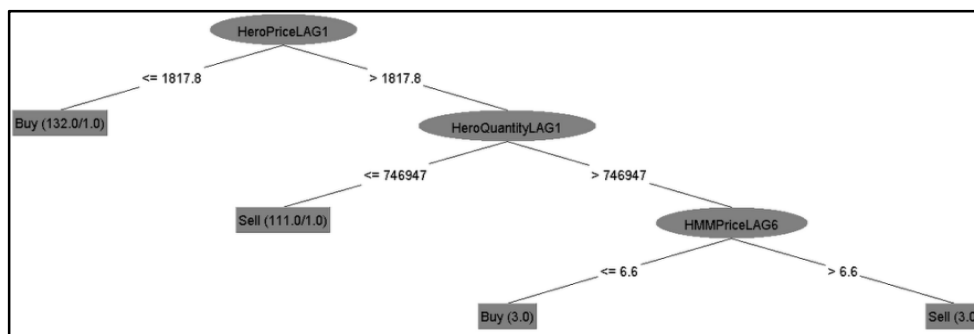 HeroPriceLAG1
<= 1817.8
> 1817.8
Buy (132.0/1.0)
HeroQuantityLAG1
<= 746947
> 746947
Sell (111.0/1.0)
HMMPriceLAG6
<= 6.6
> 6.6
Buy (3.0)
Sell (3.0